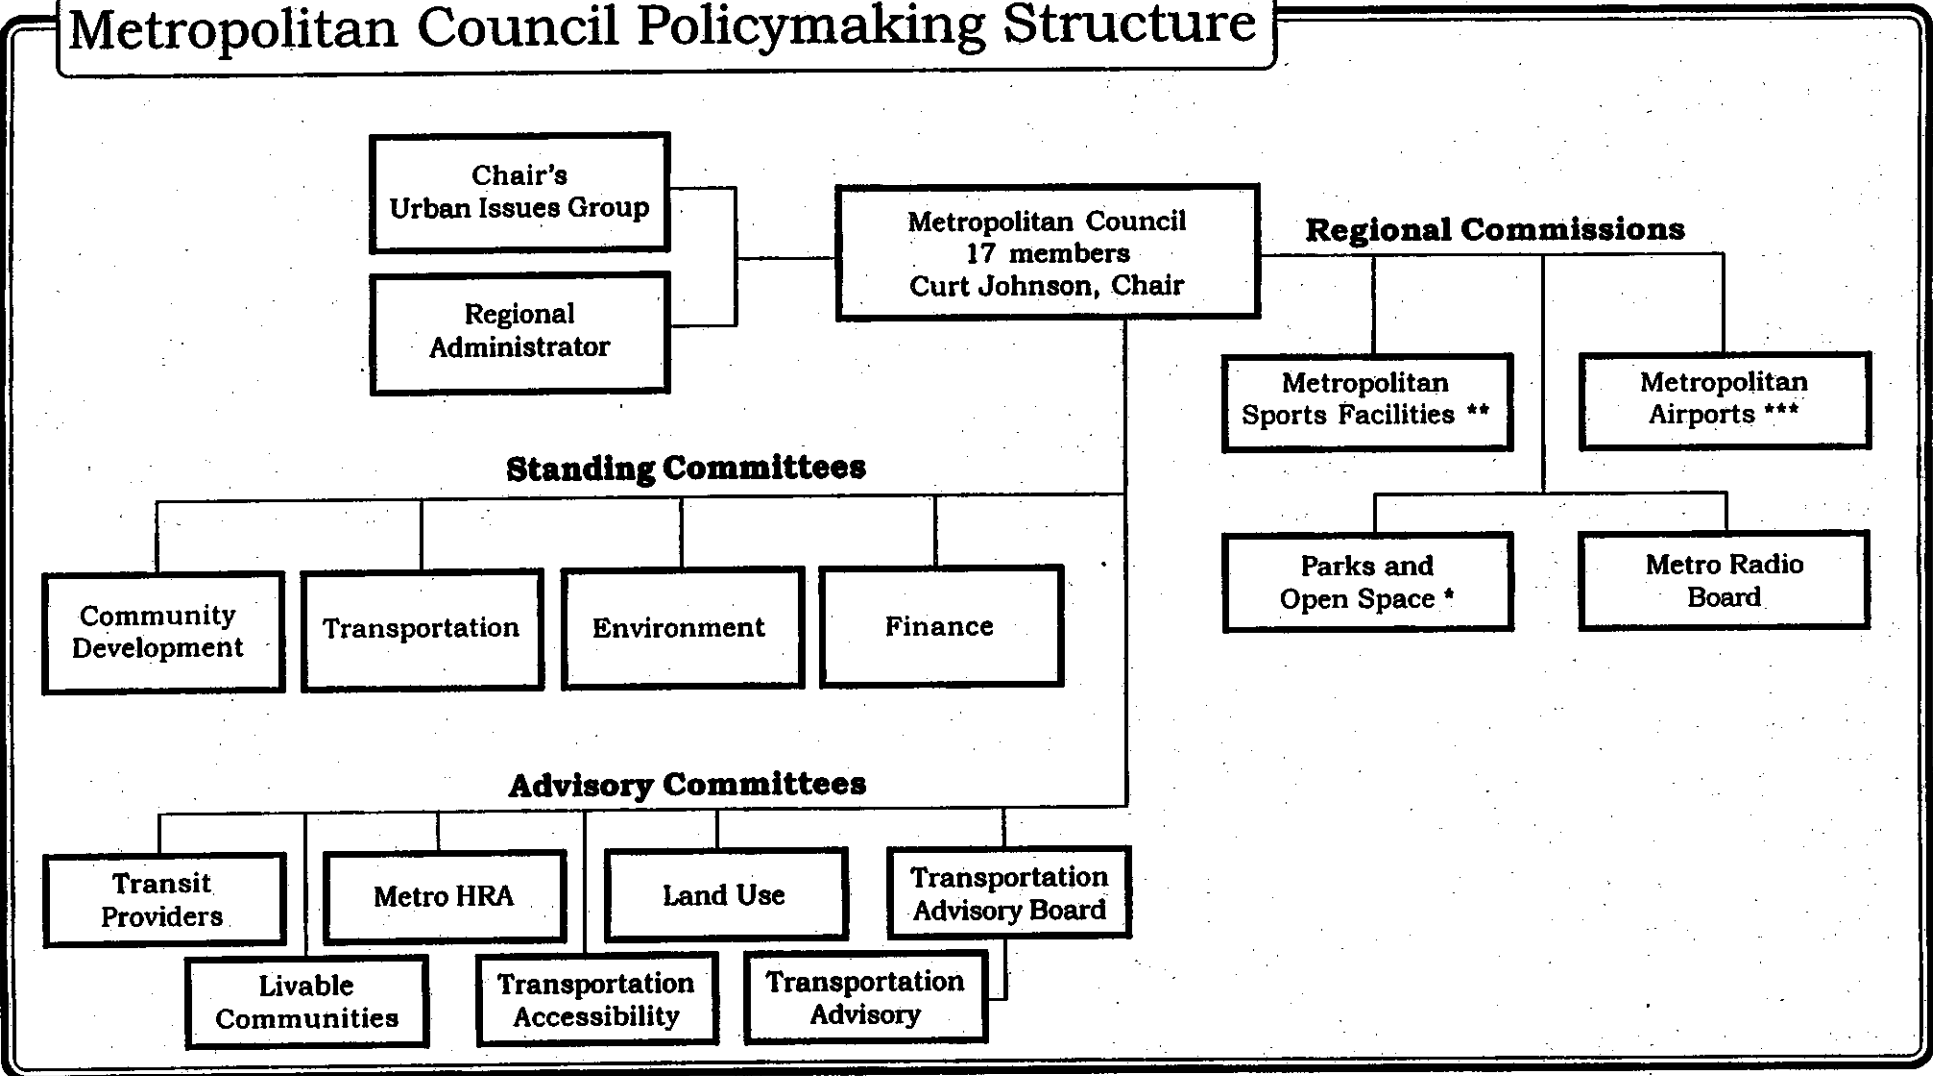 Metropolitan Council Policymaking Structure
Chair's
Urban Issues Group
Regional
Administrator
Metropolitan Council
17 members
Curt Johnson, Chair
Regional Commissions
Metropolitan
Sports Facilities **
Metropolitan
Airports ***
Parks and
Open Space *
Metro Radio
Board
Standing Committees
Community
Development
Transportation
Environment
Finance
Advisory Committees
Transit
Providers
Metro HRA
Land Use
Transportation
Advisory Board
Livable
Communities
Transportation
Accessibility
Transportation
Advisory